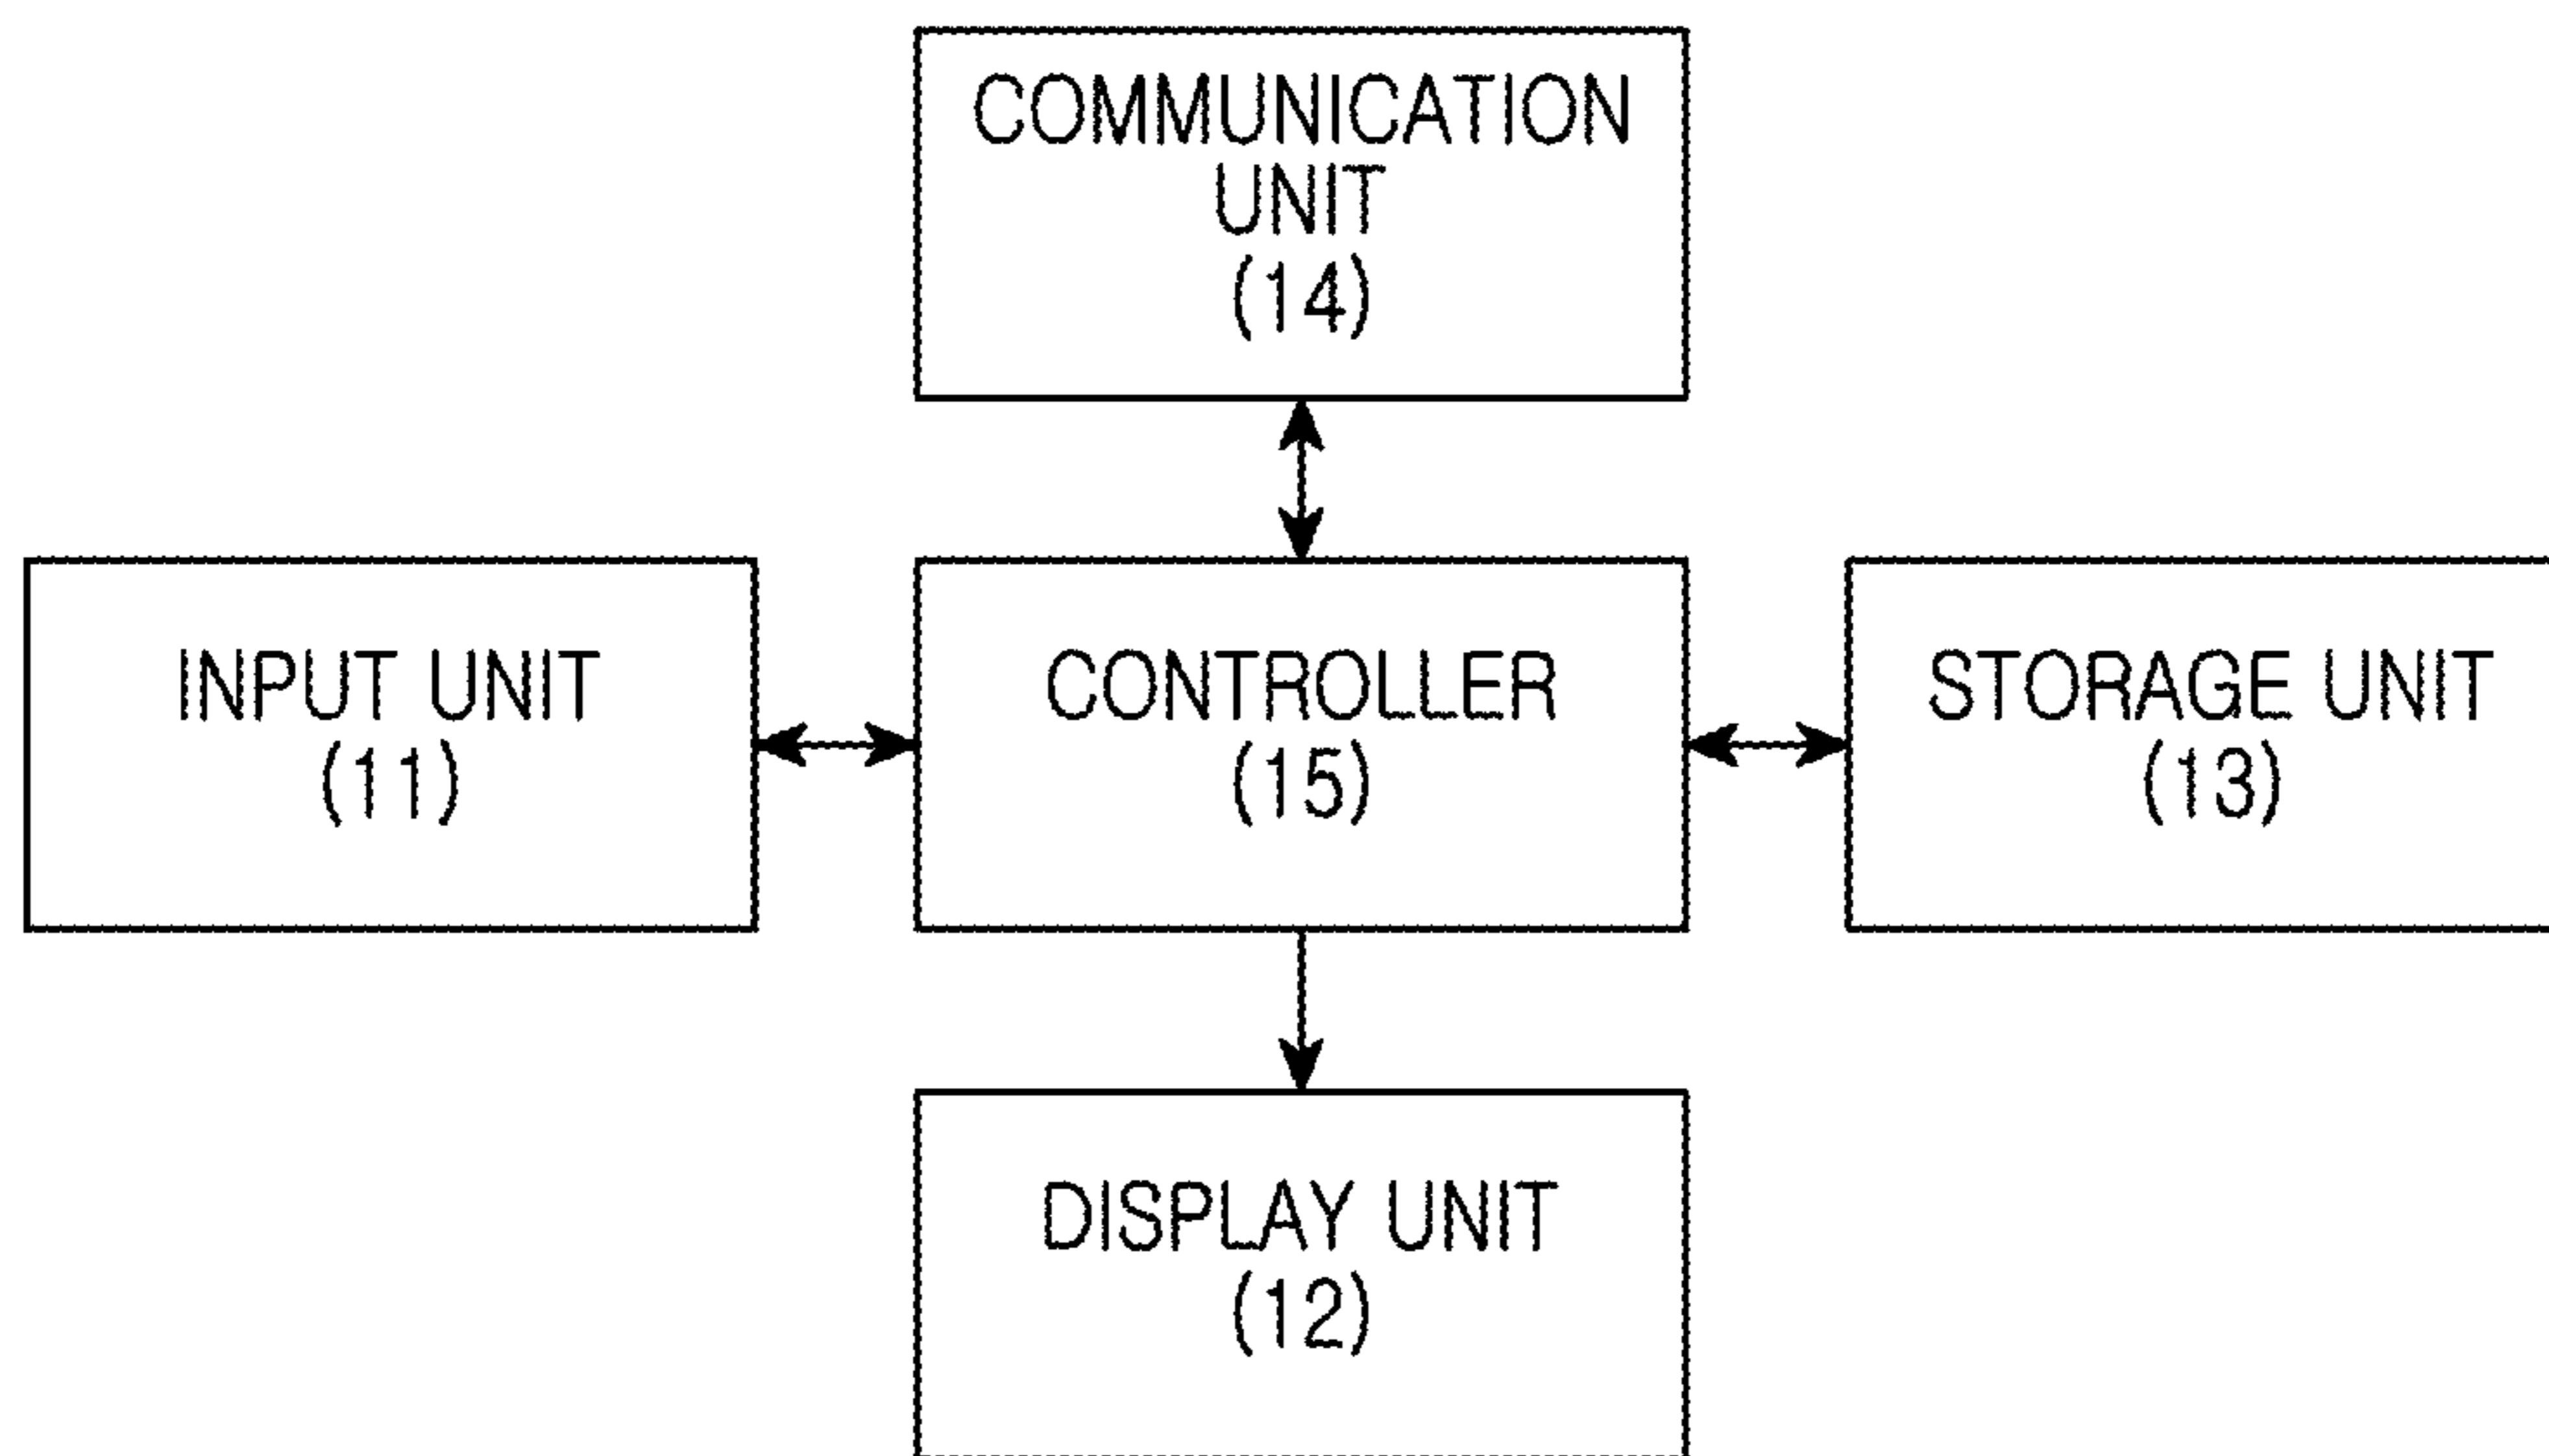 COMMUNICATION
UNIT
(14)
INPUT UNIT
(11)
CONTROLLER
(15)
STORAGE UNIT
(13)
DISPLAY UNIT
(12)